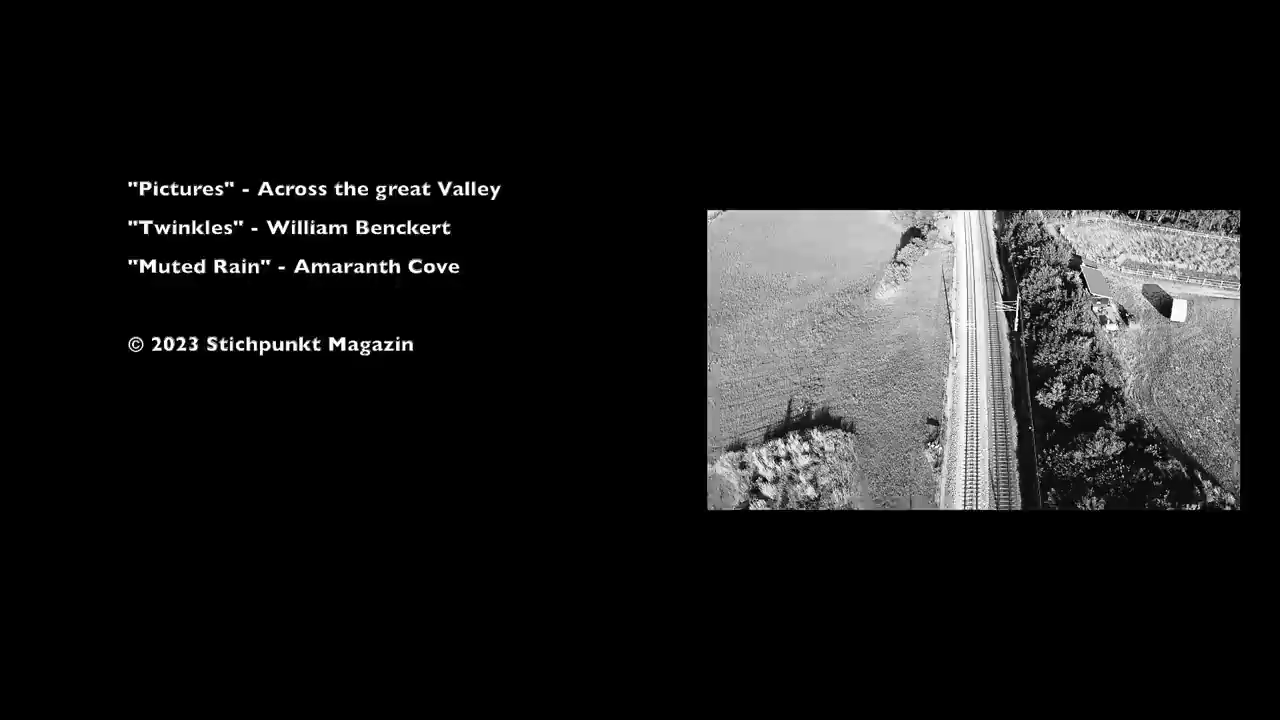 "Pictures" - Across the great Valley
"Twinkles" - William Benckert
"Muted Rain" - Amaranth Cove
© 2023 Stichpunkt Magazin